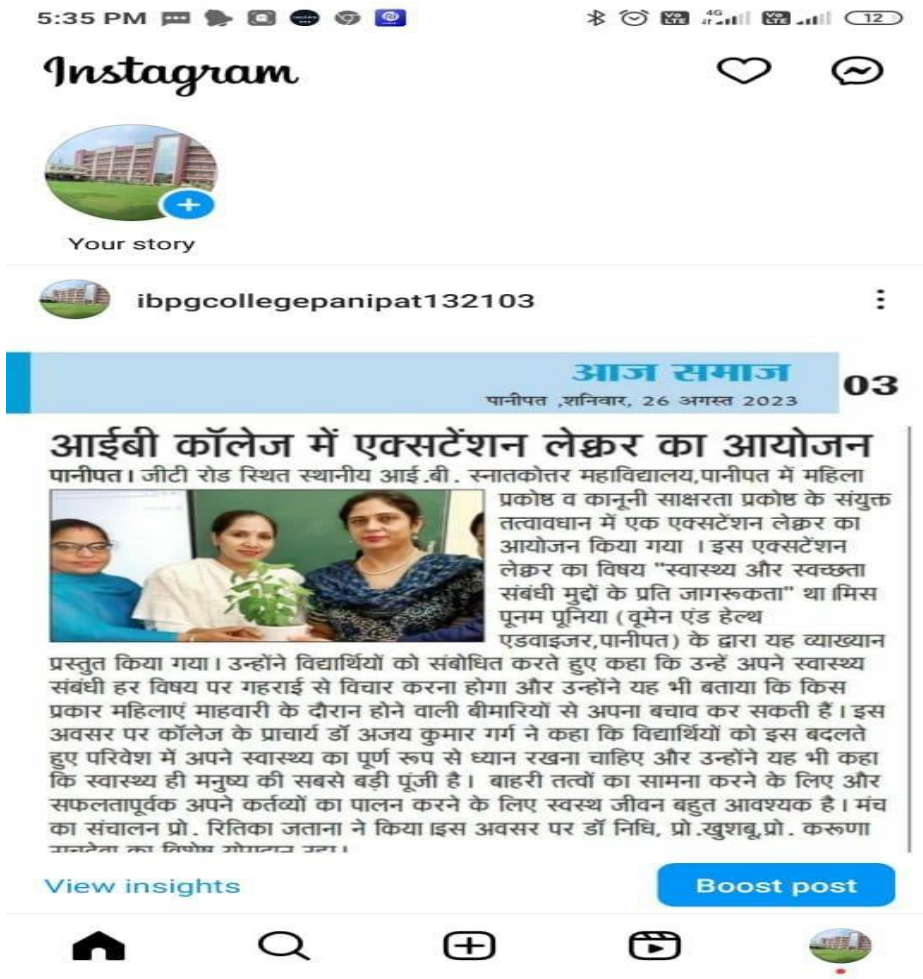 5:35 PM
4G
12
Instagram
Your story
ibpgcollegepanipat132103
आज समाज
03
पानीपत ,शनिवार, 26 अगस्त 2023
आईबी कॉलेज में एक्सटेंशन लेक्चर का आयोजन
पानीपत। जीटी रोड स्थित स्थानीय आई.बी. स्नातकोत्तर महाविद्यालय,पानीपत में महिला
प्रकोष्ठ व कानूनी साक्षरता प्रकोष्ठ के संयुक्त
तत्वावधान में एक एक्सटेंशन लेक्चर का
आयोजन किया गया । इस एक्सटेंशन
लेक्चर का विषय "स्वास्थ्य और स्वच्छता
संबंधी मुद्दों के प्रति जागरूकता" था।मिस
पूनम पूनिया (वूमेन एंड हेल्थ
एडवाइजर,पानीपत) के द्वारा यह व्याख्यान
प्रस्तुत किया गया। उन्होंने विद्यार्थियों को संबोधित करते हुए कहा कि उन्हें अपने स्वास्थ्य
संबंधी हर विषय पर गहराई से विचार करना होगा और उन्होंने यह भी बताया कि किस
प्रकार महिलाएं माहवारी के दौरान होने वाली बीमारियों से अपना बचाव कर सकती हैं। इस
अवसर पर कॉलेज के प्राचार्य डॉ अजय कुमार गर्ग ने कहा कि विद्यार्थियों को इस बदलते
हुए परिवेश में अपने स्वास्थ्य का पूर्ण रूप से ध्यान रखना चाहिए और उन्होंने यह भी कहा
कि स्वास्थ्य ही मनुष्य की सबसे बड़ी पूंजी है। बाहरी तत्वों का सामना करने के लिए और
सफलतापूर्वक अपने कर्तव्यों का पालन करने के लिए स्वस्थ जीवन बहुत आवश्यक है। मंच
का संचालन प्रो. रितिका जताना ने किया।इस अवसर पर डॉ निधि, प्रो.खुशबू,प्रो. करूणा
View insights
Boost post